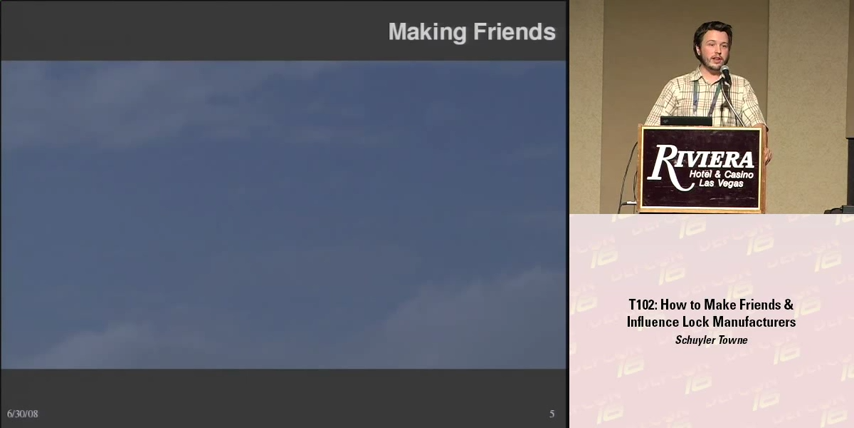 Making Friends
RIVIERA
Hotel & Casino
Las Vegas
T102: How to Make Friends &
Influence Lock Manufacturers
Schuyler Towne
6/30/08
5